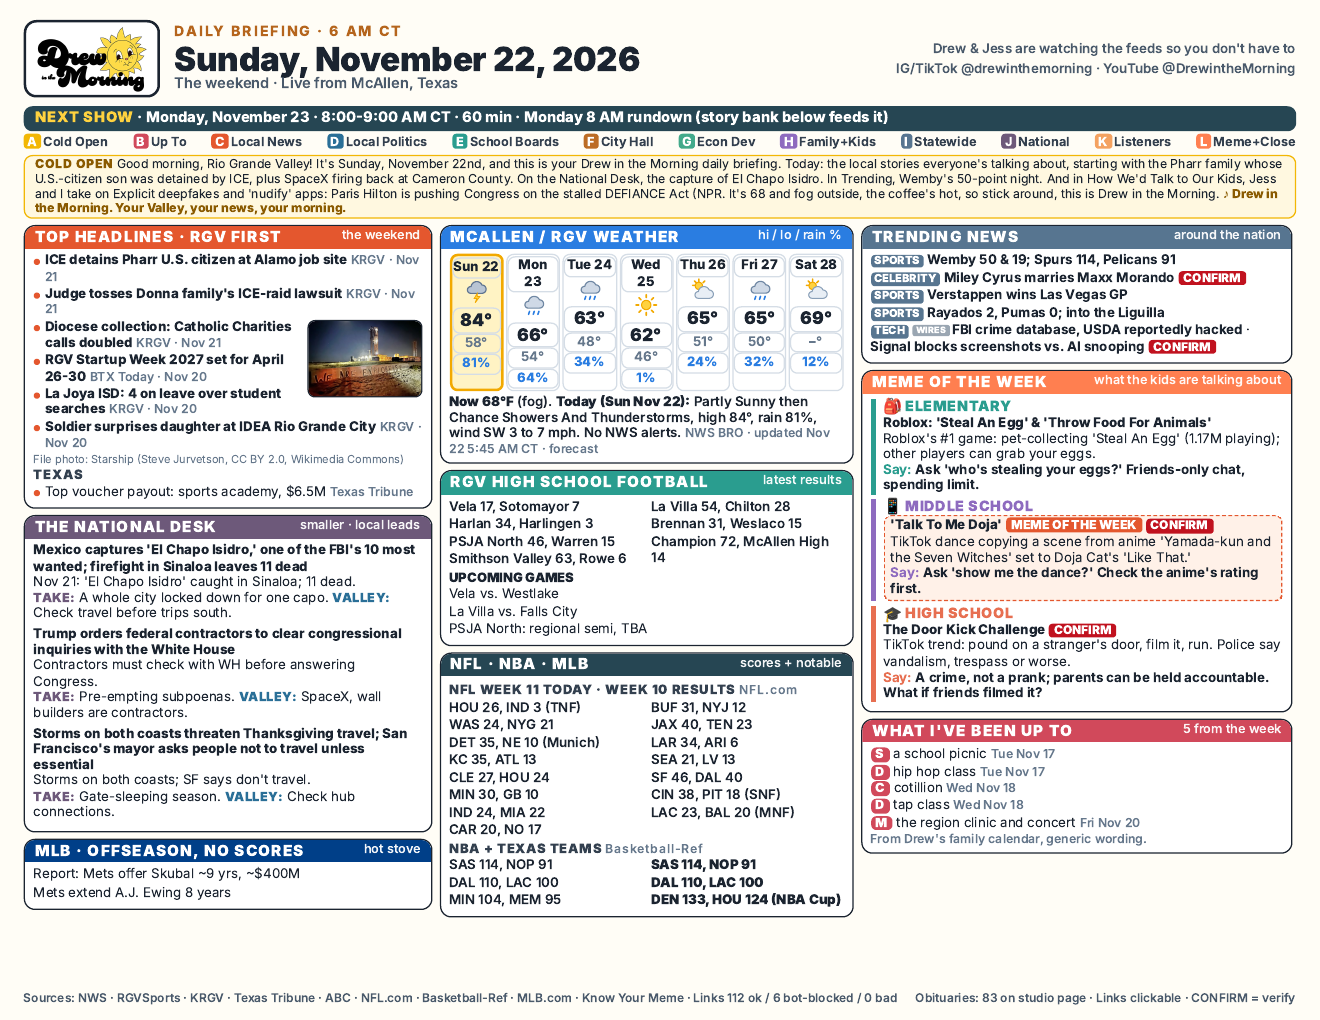 Drew in the Morning
DAILY BRIEFING · 6 AM CT
Sunday, November 22, 2026
The weekend · Live from McAllen, Texas
Drew & Jess are watching the feeds so you don't have to
IG/TikTok @drewinthemorning · YouTube @DrewintheMorning
NEXT SHOW · Monday, November 23 · 8:00-9:00 AM CT · 60 min · Monday 8 AM rundown (story bank below feeds it)
A Cold Open B Up To C Local News D Local Politics E School Boards F City Hall G Econ Dev H Family+Kids I Statewide J National K Listeners L Meme+Close
COLD OPEN Good morning, Rio Grande Valley! It's Sunday, November 22nd, and this is your Drew in the Morning daily briefing. Today: the local stories everyone's talking about, starting with the Pharr family whose
U.S.-citizen son was detained by ICE, plus SpaceX firing back at Cameron County. On the National Desk, the capture of El Chapo Isidro. In Trending, Wemby's 50-point night. And in How We'd Talk to Our Kids, Jess
and I take on Explicit deepfakes and 'nudify' apps: Paris Hilton is pushing Congress on the stalled DEFIANCE Act (NPR. It's 68 and fog outside, the coffee's hot, so stick around, this is Drew in the Morning. ♪ Drew in
the Morning. Your Valley, your news, your morning.
TOP HEADLINES · RGV FIRST the weekend
• ICE detains Pharr U.S. citizen at Alamo job site KRGV · Nov
21
• Judge tosses Donna family's ICE-raid lawsuit KRGV · Nov
21
• Diocese collection: Catholic Charities
calls doubled KRGV · Nov 21
• RGV Startup Week 2027 set for April
26-30 BTX Today · Nov 20
• La Joya ISD: 4 on leave over student
searches KRGV · Nov 20
• Soldier surprises daughter at IDEA Rio Grande City KRGV ·
Nov 20
File photo: Starship (Steve Jurvetson, CC BY 2.0, Wikimedia Commons)
TEXAS
• Top voucher payout: sports academy, $6.5M Texas Tribune
THE NATIONAL DESK smaller · local leads
Mexico captures 'El Chapo Isidro,' one of the FBI's 10 most
wanted; firefight in Sinaloa leaves 11 dead
Nov 21: 'El Chapo Isidro' caught in Sinaloa; 11 dead.
TAKE: A whole city locked down for one capo. VALLEY:
Check travel before trips south.
Trump orders federal contractors to clear congressional
inquiries with the White House
Contractors must check with WH before answering
Congress.
TAKE: Pre-empting subpoenas. VALLEY: SpaceX, wall
builders are contractors.
Storms on both coasts threaten Thanksgiving travel; San
Francisco's mayor asks people not to travel unless
essential
Storms on both coasts; SF says don't travel.
TAKE: Gate-sleeping season. VALLEY: Check hub
connections.
MLB · OFFSEASON, NO SCORES hot stove
Report: Mets offer Skubal ~9 yrs, ~$400M
Mets extend A.J. Ewing 8 years
MCALLEN / RGV WEATHER hi / lo / rain %
Sun 22 84° 58° 81%
Mon 23 66° 54° 64%
Tue 24 63° 48° 34%
Wed 25 62° 46° 1%
Thu 26 65° 51° 24%
Fri 27 65° 50° 32%
Sat 28 69° –° 12%
Now 68°F (fog). Today (Sun Nov 22): Partly Sunny then
Chance Showers And Thunderstorms, high 84°, rain 81%,
wind SW 3 to 7 mph. No NWS alerts. NWS BRO · updated Nov
22 5:45 AM CT · forecast
RGV HIGH SCHOOL FOOTBALL latest results
Vela 17, Sotomayor 7
Harlan 34, Harlingen 3
PSJA North 46, Warren 15
Smithson Valley 63, Rowe 6
La Villa 54, Chilton 28
Brennan 31, Weslaco 15
Champion 72, McAllen High
14
UPCOMING GAMES
Vela vs. Westlake
La Villa vs. Falls City
PSJA North: regional semi, TBA
NFL · NBA · MLB scores + notable
NFL WEEK 11 TODAY · WEEK 10 RESULTS NFL.com
HOU 26, IND 3 (TNF)
WAS 24, NYG 21
DET 35, NE 10 (Munich)
KC 35, ATL 13
CLE 27, HOU 24
MIN 30, GB 10
IND 24, MIA 22
CAR 20, NO 17
BUF 31, NYJ 12
JAX 40, TEN 23
LAR 34, ARI 6
SEA 21, LV 13
SF 46, DAL 40
CIN 38, PIT 18 (SNF)
LAC 23, BAL 20 (MNF)
NBA + TEXAS TEAMS Basketball-Ref
SAS 114, NOP 91
DAL 110, LAC 100
MIN 104, MEM 95
SAS 114, NOP 91
DAL 110, LAC 100
DEN 133, HOU 124 (NBA Cup)
TRENDING NEWS around the nation
SPORTS Wemby 50 & 19; Spurs 114, Pelicans 91
CELEBRITY Miley Cyrus marries Maxx Morando CONFIRM
SPORTS Verstappen wins Las Vegas GP
SPORTS Rayados 2, Pumas 0; into the Liguilla
TECH WIRES FBI crime database, USDA reportedly hacked ·
Signal blocks screenshots vs. AI snooping CONFIRM
MEME OF THE WEEK what the kids are talking about
ELEMENTARY
Roblox: 'Steal An Egg' & 'Throw Food For Animals'
Roblox's #1 game: pet-collecting 'Steal An Egg' (1.17M playing);
other players can grab your eggs.
Say: Ask 'who's stealing your eggs?' Friends-only chat,
spending limit.
MIDDLE SCHOOL
'Talk To Me Doja' MEME OF THE WEEK CONFIRM
TikTok dance copying a scene from anime 'Yamada-kun and
the Seven Witches' set to Doja Cat's 'Like That.'
Say: Ask 'show me the dance?' Check the anime's rating
first.
HIGH SCHOOL
The Door Kick Challenge CONFIRM
TikTok trend: pound on a stranger's door, film it, run. Police say
vandalism, trespass or worse.
Say: A crime, not a prank; parents can be held accountable.
What if friends filmed it?
WHAT I'VE BEEN UP TO 5 from the week
S a school picnic Tue Nov 17
D hip hop class Tue Nov 17
C cotillion Wed Nov 18
D tap class Wed Nov 18
M the region clinic and concert Fri Nov 20
From Drew's family calendar, generic wording.
Sources: NWS · RGVSports · KRGV · Texas Tribune · ABC · NFL.com · Basketball-Ref · MLB.com · Know Your Meme · Links 112 ok / 6 bot-blocked / 0 bad
Obituaries: 83 on studio page · Links clickable · CONFIRM = verify